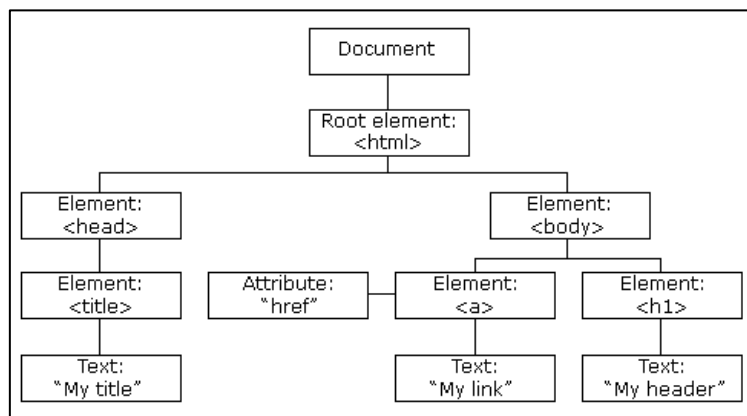 Document
Root element:
<html>
Element:
<head>
Element:
<body>
Element:
<title>
Attribute:
"href"
Element:
<a>
Element:
<h1>
Text:
"My title"
Text:
"My link"
Text:
"My header"